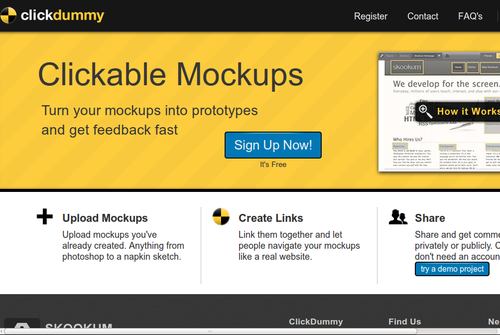 clickdummy
Register Contact FAQ's
Clickable Mockups
Turn your mockups into prototypes
and get feedback fast
Sign Up Now!
It's Free
SKOOKUM
We develop for the screen.
How it Works
Who Hires Us?
Upload Mockups
Upload mockups you've
already created. Anything from
photoshop to a napkin sketch.
Create Links
Link them together and let
people navigate your mockups
like a real website.
Share
Share and get comme
privately or publicly. C
don't need an accoun
try a demo project
SKOOKUM
ClickDummy Find Us Ne